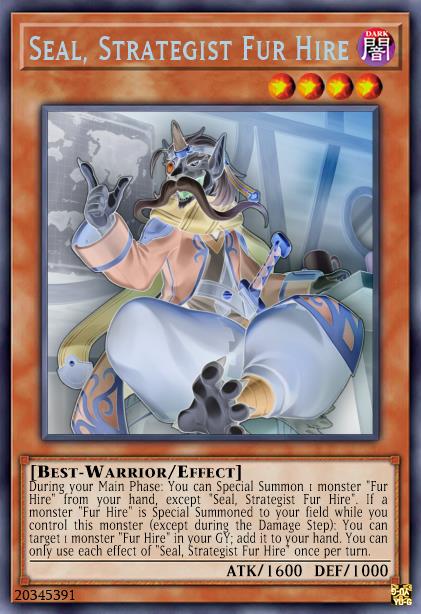 Seal, Strategist Fur Hire
DARK
闇
[Best-Warrior/Effect]
During your Main Phase: You can Special Summon 1 monster "Fur
Hire" from your hand, except "Seal, Strategist Fur Hire". If a
monster "Fur Hire" is Special Summoned to your field while you
control this monster (except during the Damage Step): You can
target 1 monster "Fur Hire" in your GY; add it to your hand. You can
only use each effect of "Seal, Strategist Fur Hire" once per turn.
ATK/1600 DEF/1000
20345391